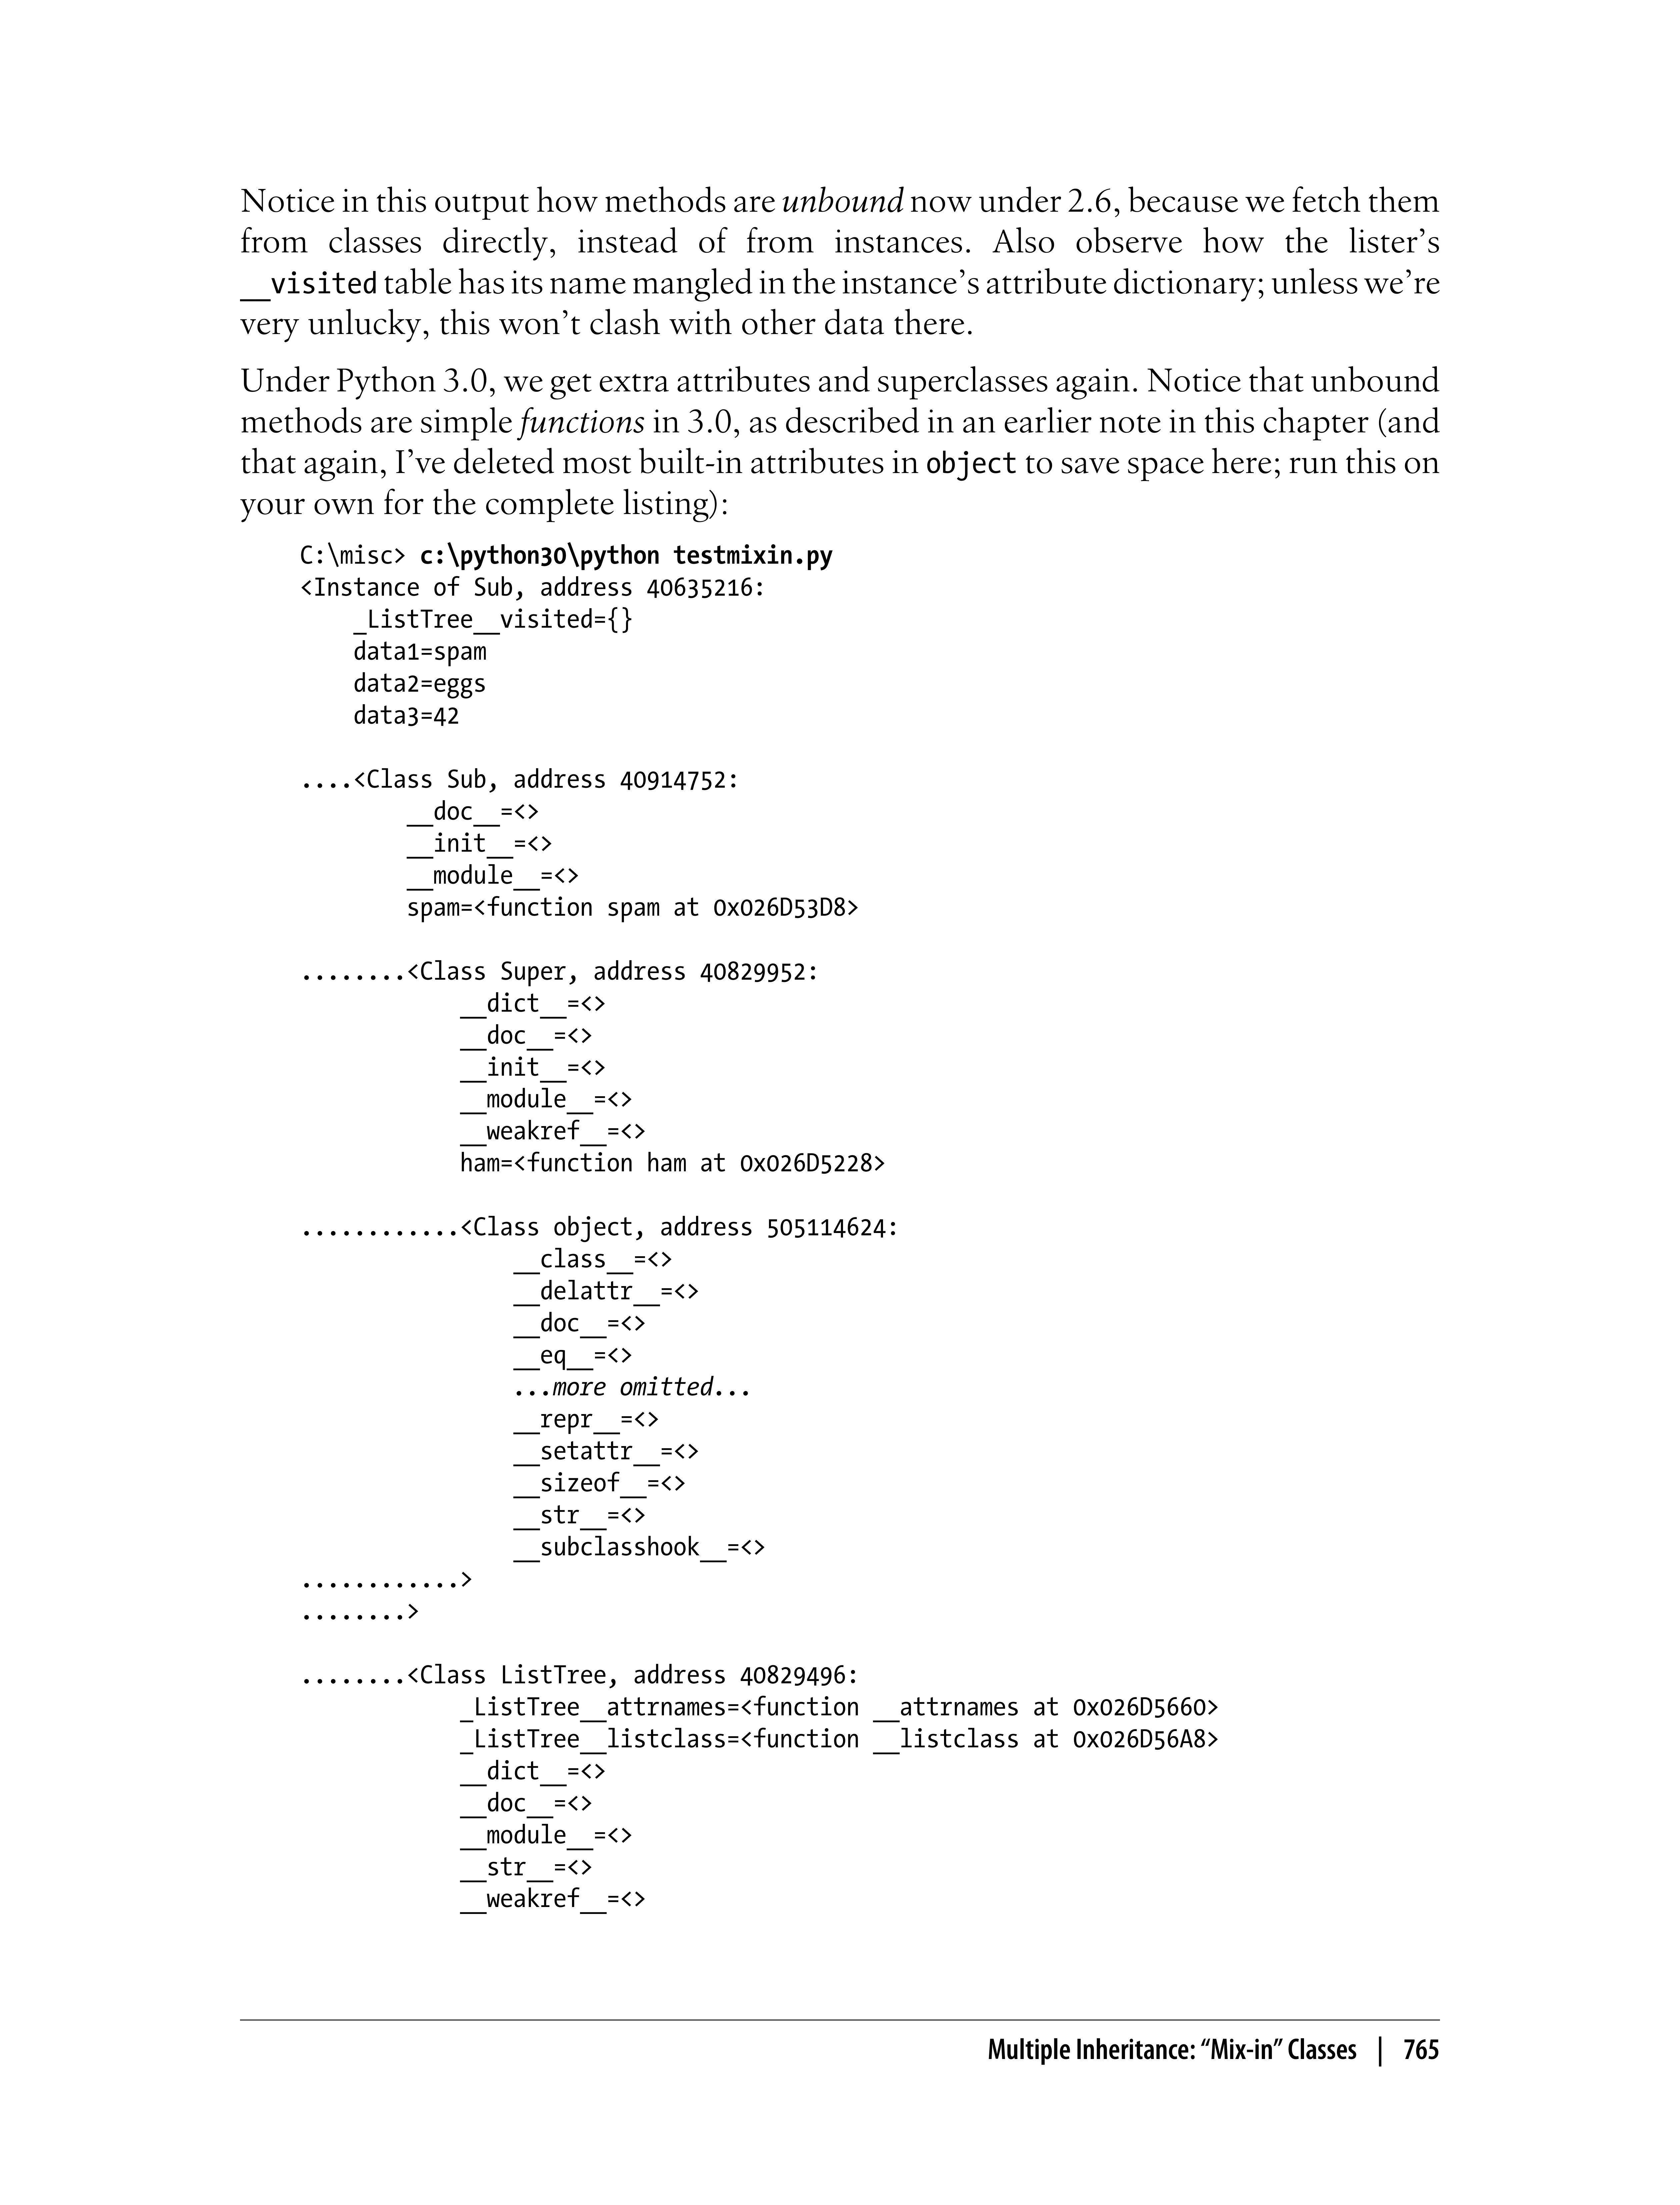 Notice in this output how methods are unbound now under 2.6, because we fetch them
from classes directly, instead of from instances. Also observe how the lister’s
__visited table has its name mangled in the instance’s attribute dictionary; unless we’re
very unlucky, this won’t clash with other data there.
Under Python 3.0, we get extra attributes and superclasses again. Notice that unbound
methods are simple functions in 3.0, as described in an earlier note in this chapter (and
that again, I’ve deleted most built-in attributes in object to save space here; run this on
your own for the complete listing):
C:\misc> c:\python30\python testmixin.py
<Instance of Sub, address 40635216:
    _ListTree__visited={}
    data1=spam
    data2=eggs
    data3=42
....<Class Sub, address 40914752:
        __doc__=<>
        __init__=<>
        __module__=<>
        spam=<function spam at 0x026D53D8>
........<Class Super, address 40829952:
            __dict__=<>
            __doc__=<>
            __init__=<>
            __module__=<>
            __weakref__=<>
            ham=<function ham at 0x026D5228>
............<Class object, address 505114624:
                __class__=<>
                __delattr__=<>
                __doc__=<>
                __eq__=<>
                ...more omitted...
                __repr__=<>
                __setattr__=<>
                __sizeof__=<>
                __str__=<>
                __subclasshook__=<>
............>
........>
........<Class ListTree, address 40829496:
            _ListTree__attrnames=<function __attrnames at 0x026D5660>
            _ListTree__listclass=<function __listclass at 0x026D56A8>
            __dict__=<>
            __doc__=<>
            __module__=<>
            __str__=<>
            __weakref__=<>
Multiple Inheritance: “Mix-in” Classes | 765